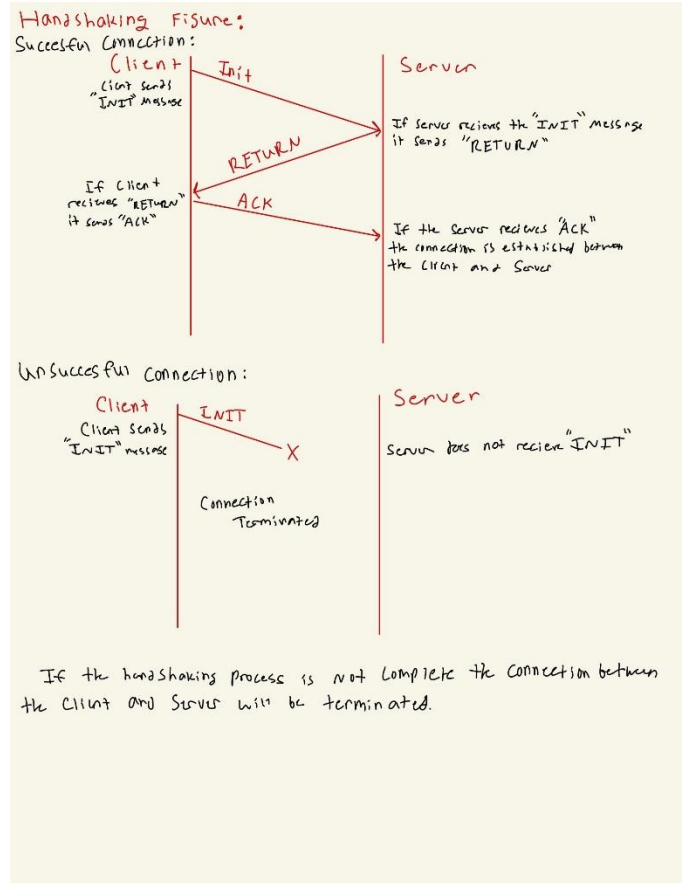 Handshaking Figure:
Succesful Connection:
Client
Init
Server
Client sends
"INIT" Message
If server recieves the "INIT" Message
it sends "RETURN"
RETURN
If Client
recieves "RETURN"
it sends "ACK"
ACK
If the Server recieves "ACK"
the connection is established between
the Client and Server
Unsuccesful Connection:
Client
INIT
Server
Client Sends
"INIT" message
X
Server does not recieve "INIT"
Connection
Terminated
If the handshaking process is not complete the connection between
the Client and Server will be terminated.